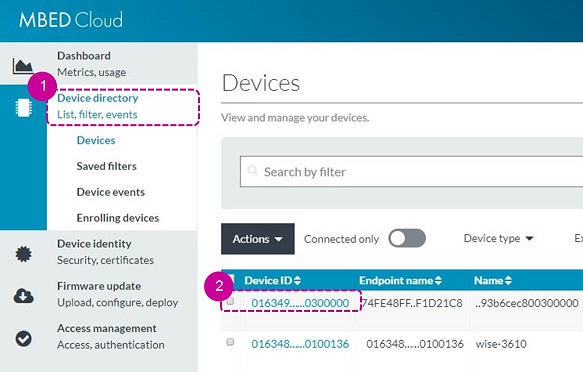 MBED Cloud
Dashboard
Metrics, usage
1
Device directory
List, filter, events
Devices
Saved filters
Device events
Enrolling devices
Device identity
Security, certificates
Firmware update
Upload, configure, deploy
Access management
Access, authentication
Devices
View and manage your devices.
Search by filter
Actions Connected only Device type Ex
Device ID Endpoint name Name
2
016349......0300000 74FE48FF..F1D21C8 ..93b6cec800300000
016348......0100136 016348......0100136 wise-3610